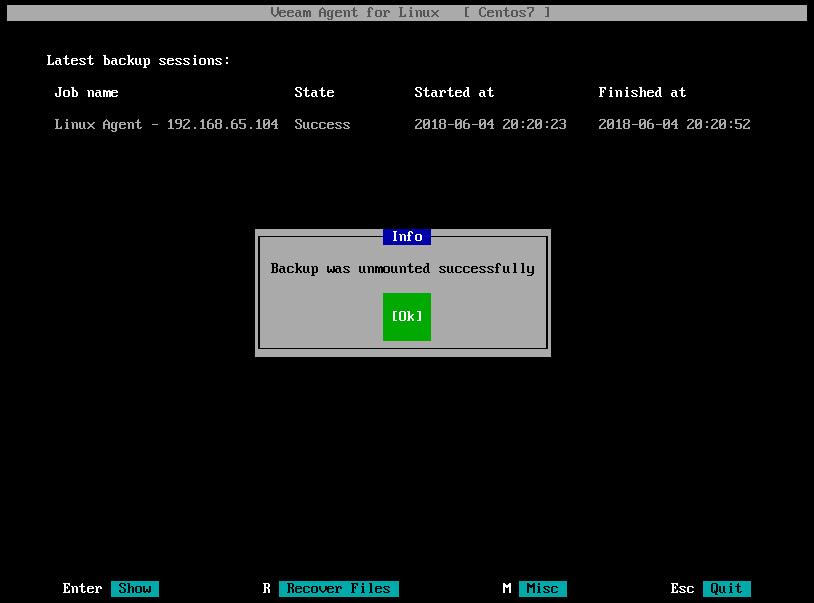 Veeam Agent for Linux [ Centos7 ]
Latest backup sessions:
Job name State Started at Finished at
Linux Agent - 192.168.65.104 Success 2018-06-04 20:20:23 2018-06-04 20:20:52
Info
Backup was unmounted successfully
[Ok]
Enter Show R Recover Files M Misc Esc Quit